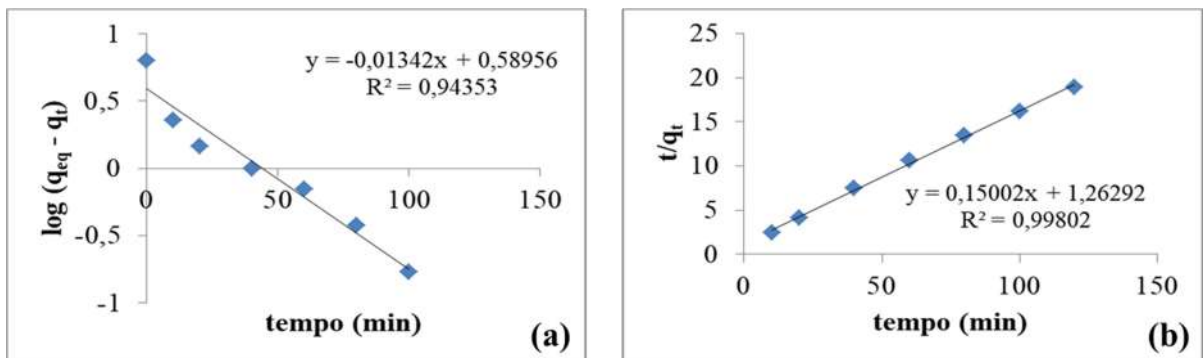 1
0,5
0
-0,5
-1
0
50
100
150
y = -0,01342x + 0,58956
R² = 0,94353
log (qeq - qt)
tempo (min)
(a)
25
20
15
10
5
0
0
50
100
150
y = 0,15002x + 1,26292
R² = 0,99802
t/qt
tempo (min)
(b)